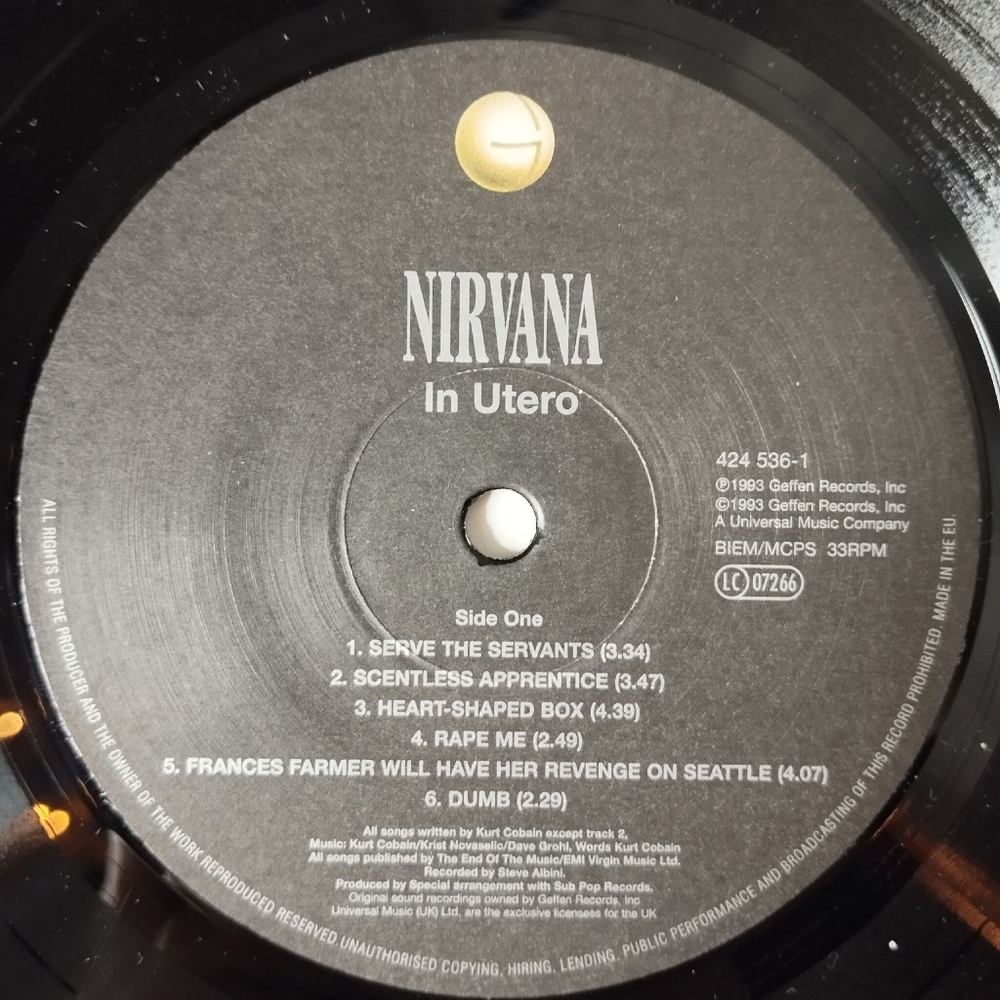 NIRVANA
In Utero
424 536-1
℗1993 Geffen Records, Inc
©1993 Geffen Records, Inc
A Universal Music Company
BIEM/MCPS 33RPM
LC 07266
Side One
1. SERVE THE SERVANTS (3.34)
2. SCENTLESS APPRENTICE (3.47)
3. HEART-SHAPED BOX (4.39)
4. RAPE ME (2.49)
5. FRANCES FARMER WILL HAVE HER REVENGE ON SEATTLE (4.07)
6. DUMB (2.29)
All songs written by Kurt Cobain except track 2,
Music: Kurt Cobain/Krist Novaselic/Dave Grohl, Words Kurt Cobain
All songs published by The End Of The Music/EMI Virgin Music Ltd.
Recorded by Steve Albini.
Produced by Special arrangement with Sub Pop Records.
Original sound recordings owned by Geffen Records, Inc
Universal Music (UK) Ltd. are the exclusive licensees for the UK
ALL RIGHTS OF THE PRODUCER AND THE OWNER OF THE WORK REPRODUCED RESERVED. UNAUTHORISED COPYING, HIRING, LENDING, PUBLIC PERFORMANCE AND BROADCASTING OF THIS RECORD PROHIBITED. MADE IN THE EU.